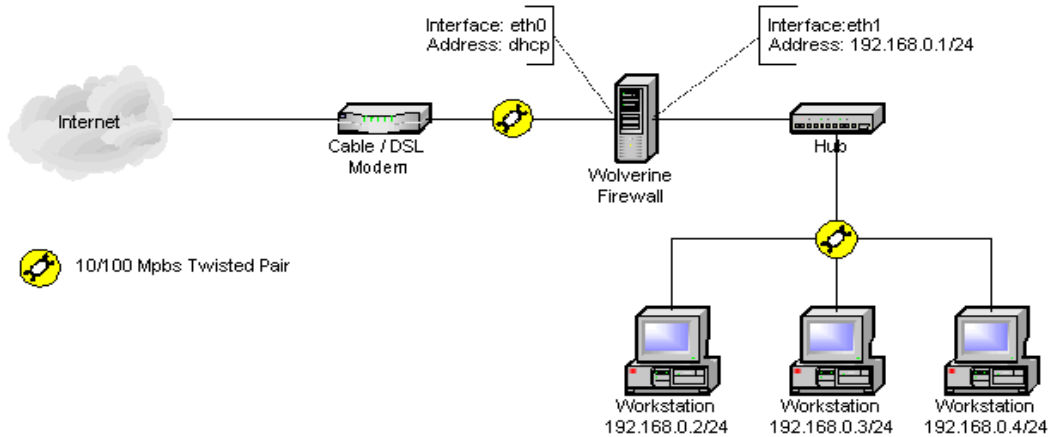 Interface: eth0
Address: dhcp
Interface:eth1
Address: 192.168.0.1/24
Internet
Cable / DSL
Modem
Wolverine
Firewall
Hub
10/100 Mpbs Twisted Pair
Workstation
192.168.0.2/24
Workstation
192.168.0.3/24
Workstation
192.168.0.4/24